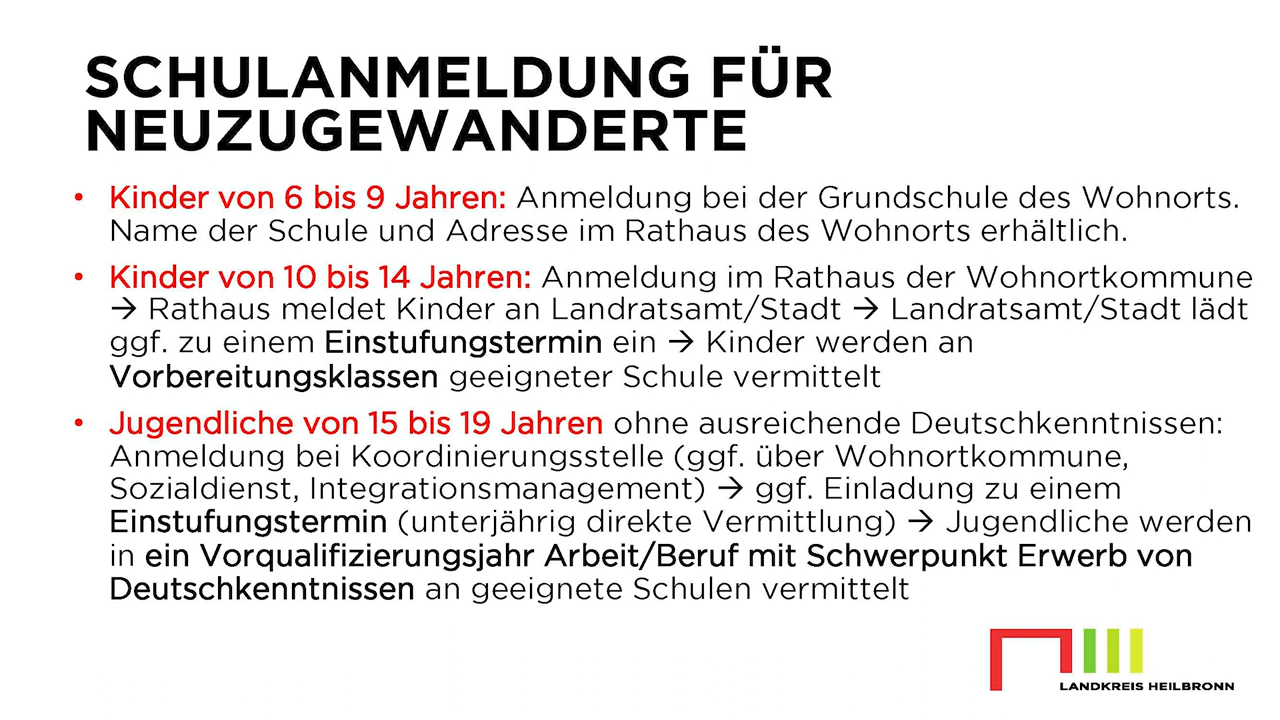 SCHULANMELDUNG FÜR
NEUZUGEWANDERTE
• Kinder von 6 bis 9 Jahren: Anmeldung bei der Grundschule des Wohnorts.
Name der Schule und Adresse im Rathaus des Wohnorts erhältlich.
• Kinder von 10 bis 14 Jahren: Anmeldung im Rathaus der Wohnortkommune
→ Rathaus meldet Kinder an Landratsamt/Stadt → Landratsamt/Stadt lädt
ggf. zu einem Einstufungstermin ein → Kinder werden an
Vorbereitungsklassen geeigneter Schule vermittelt
• Jugendliche von 15 bis 19 Jahren ohne ausreichende Deutschkenntnissen:
Anmeldung bei Koordinierungsstelle (ggf. über Wohnortkommune,
Sozialdienst, Integrationsmanagement) → ggf. Einladung zu einem
Einstufungstermin (unterjährig direkte Vermittlung) → Jugendliche werden
in ein Vorqualifizierungsjahr Arbeit/Beruf mit Schwerpunkt Erwerb von
Deutschkenntnissen an geeignete Schulen vermittelt
LANDKREIS HEILBRONN